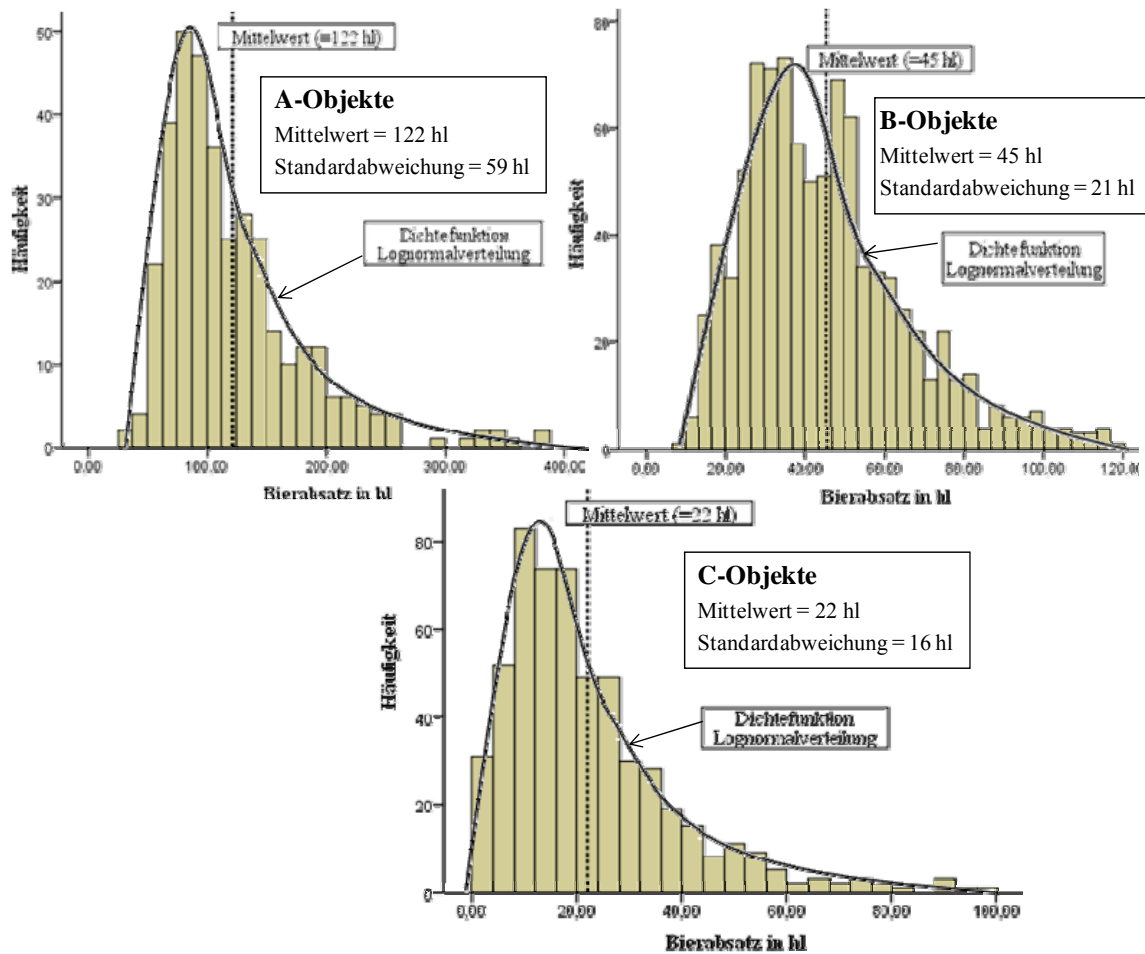 Mittelwert (=122 hl)
A-Objekte
Mittelwert = 122 hl
Standardabweichung = 59 hl
Dichtefunktion
Lognormalverteilung
Häufigkeit
50
40
30
20
10
0
0,00
100,00
200,00
300,00
Bierabsatz in hl
Mittelwert (=45 hl)
B-Objekte
Mittelwert = 45 hl
Standardabweichung = 21 hl
Dichtefunktion
Lognormalverteilung
Häufigkeit
80
60
40
20
0
0,00
20,00
40,00
60,00
80,00
100,00
Bierabsatz in hl
Mittelwert (=22 hl)
C-Objekte
Mittelwert = 22 hl
Standardabweichung = 16 hl
Dichtefunktion
Lognormalverteilung
Häufigkeit
80
60
40
20
0
0,00
20,00
40,00
60,00
80,00
100,00
Bierabsatz in hl